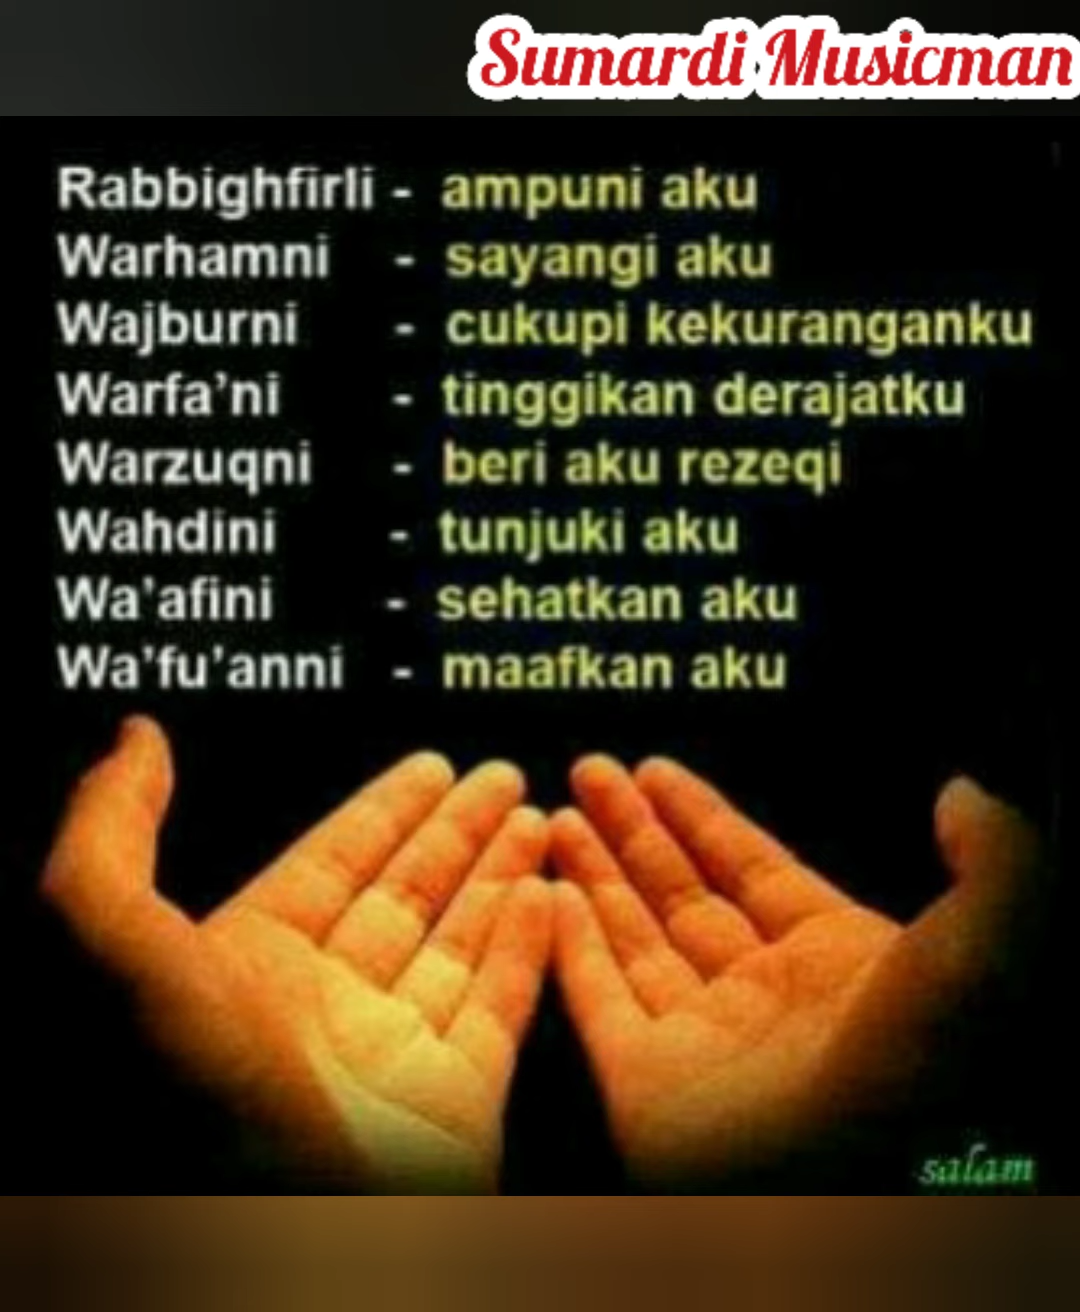 Sumardi Musicman
Rabbighfirli - ampuni aku
Warhamni - sayangi aku
Wajburni - cukupi kekuranganku
Warfa'ni - tinggikan derajatku
Warzuqni - beri aku rezeqi
Wahdini - tunjuki aku
Wa'afini - sehatkan aku
Wa'fu'anni - maafkan aku
salam